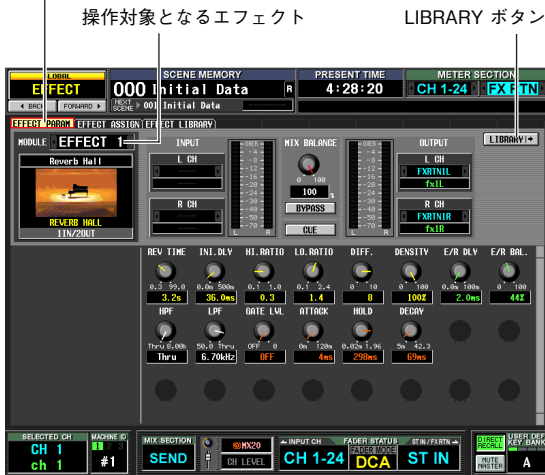 操作対象となるエフェクト
LIBRARY ボタン
GLOBAL
EFFECT
SCENE MEMORY
000 Initial Data R
PRESENT TIME
4:28:20
METER SECTION
CH 1-24 FX RTN
BACK FORWARD
NEXT SCENE 001 Initial Data
EFFECT PARAM EFFECT ASSIGN EFFECT LIBRARY
MODULE EFFECT 1
Reverb Hall
REVERB HALL
1IN/2OUT
INPUT
L CH
R CH
OVER
L R
MIX BALANCE
0 100
100 %
BYPASS
CUE
OVER
L R
OUTPUT
L CH
FXRTN1L
fx1L
R CH
FXRTN1R
fx1R
LIBRARY
REV TIME INI.DLY HI.RATIO LO.RATIO DIFF. DENSITY E/R DLY E/R BAL.
0.3 99.0 0.0m 500m 0.1 1.0 0.1 2.4 0 10 0 100 0.0m 100m 0 100
3.2s 36.0ms 0.3 1.4 8 100% 2.0ms 44%
HPF LPF GATE LVL ATTACK HOLD DECAY
Thru 8.00k 50.0 Thru OFF 0 0m 120m 0.02m 1.96 5m 42.3
Thru 6.70kHz OFF 4ms 298ms 69ms
SELECTED CH
CH 1
ch 1
MACHINE ID
1 2 3
#1
MIX SECTION
SEND
MX20
CH LEVEL
INPUT CH
CH 1-24
FADER STATUS
FADER MODE
DCA
ST IN / FXRTN
ST IN
DIRECT RECALL
MUTE MASTER
USER DEF
KEY BANK
A